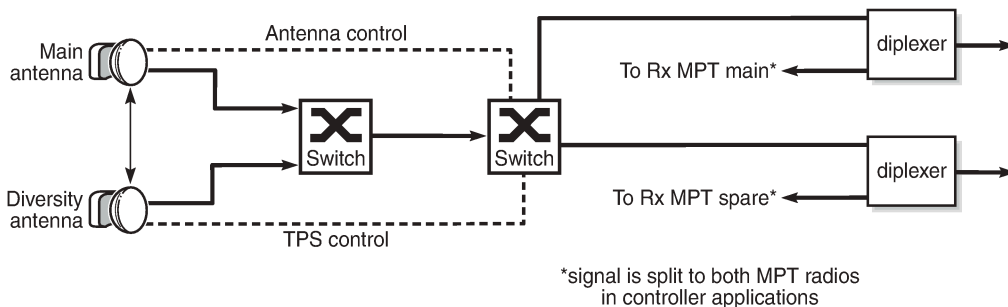 Main
antenna
Antenna control
To Rx MPT main*
diplexer
Switch
Switch
Diversity
antenna
TPS control
To Rx MPT spare*
diplexer
*signal is split to both MPT radios
in controller applications